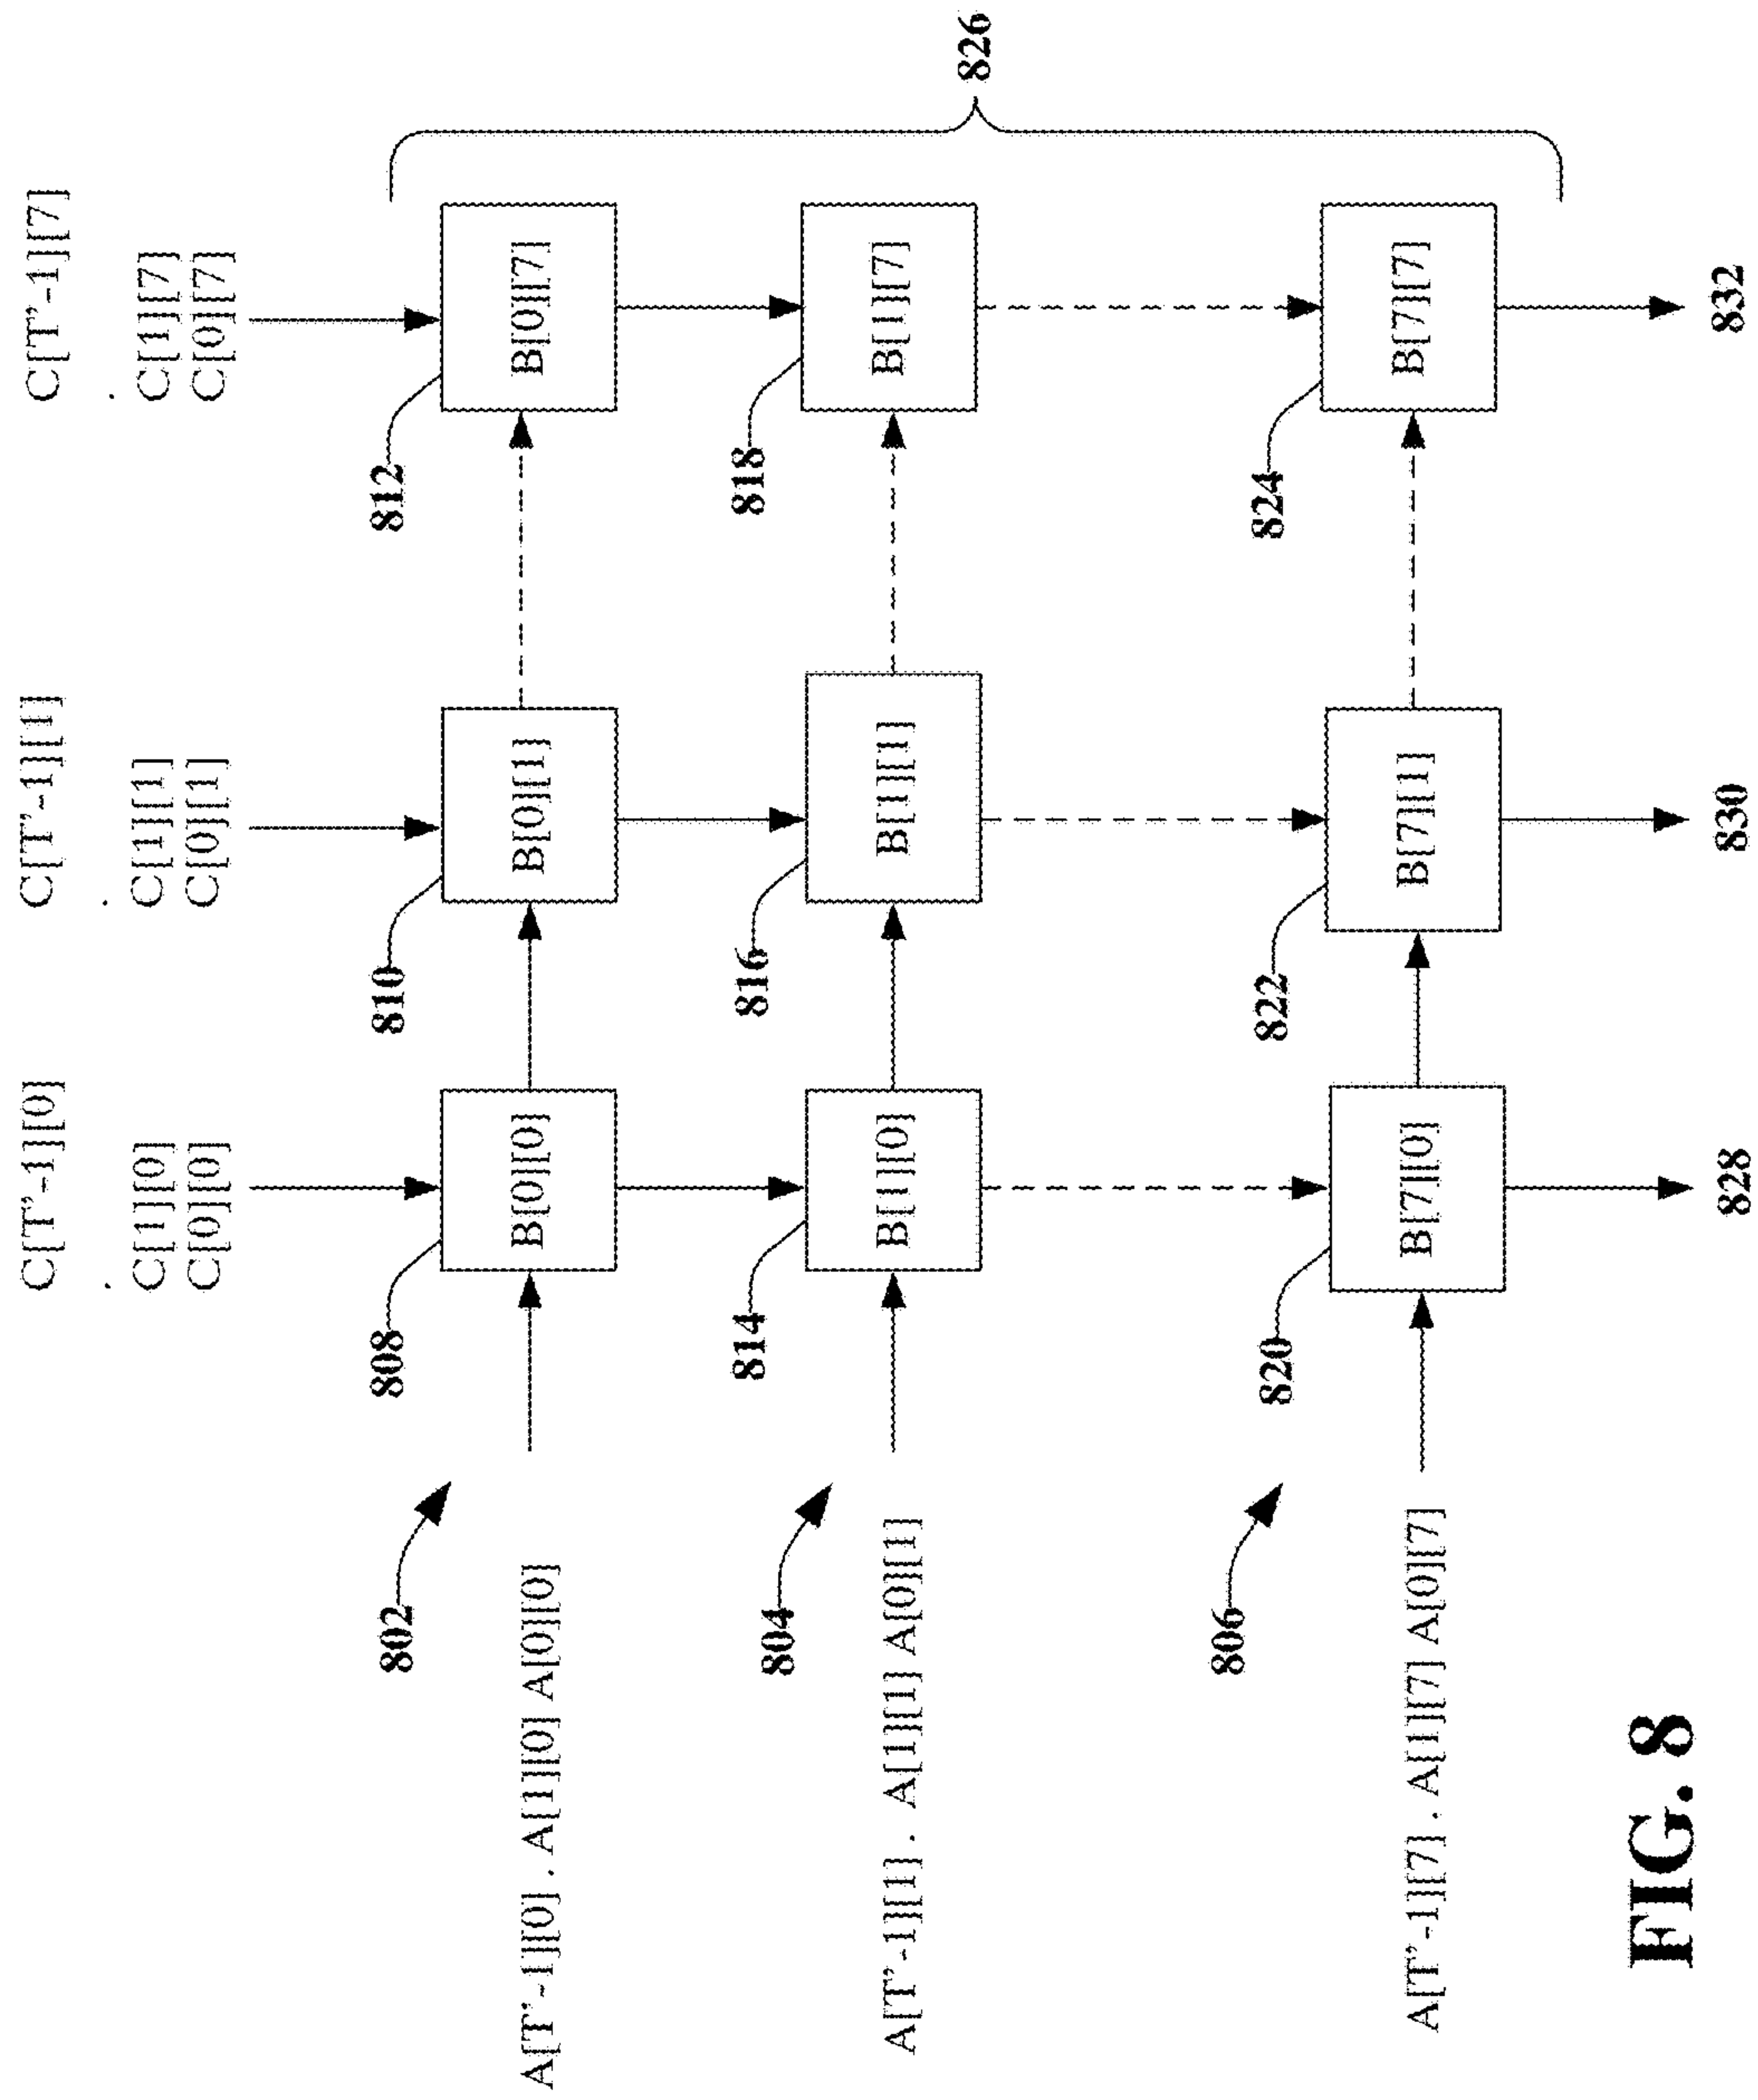 C[T'-1][0] C[T'-1][1] C[T'-1][7]
. . .
C[1][0] C[1][1] C[1][7]
C[0][0] C[0][1] C[0][7]
802 808 810 812
A[T'-1][0] . A[1][0] A[0][0] B[0][0] B[0][1] B[0][7]
804 814 816 818
A[T'-1][1] . A[1][1] A[0][1] B[1][0] B[1][1] B[1][7]
826
806 820 822 824
A[T'-1][7] . A[1][7] A[0][7] B[7][0] B[7][1] B[7][7]
828 830 832
FIG. 8